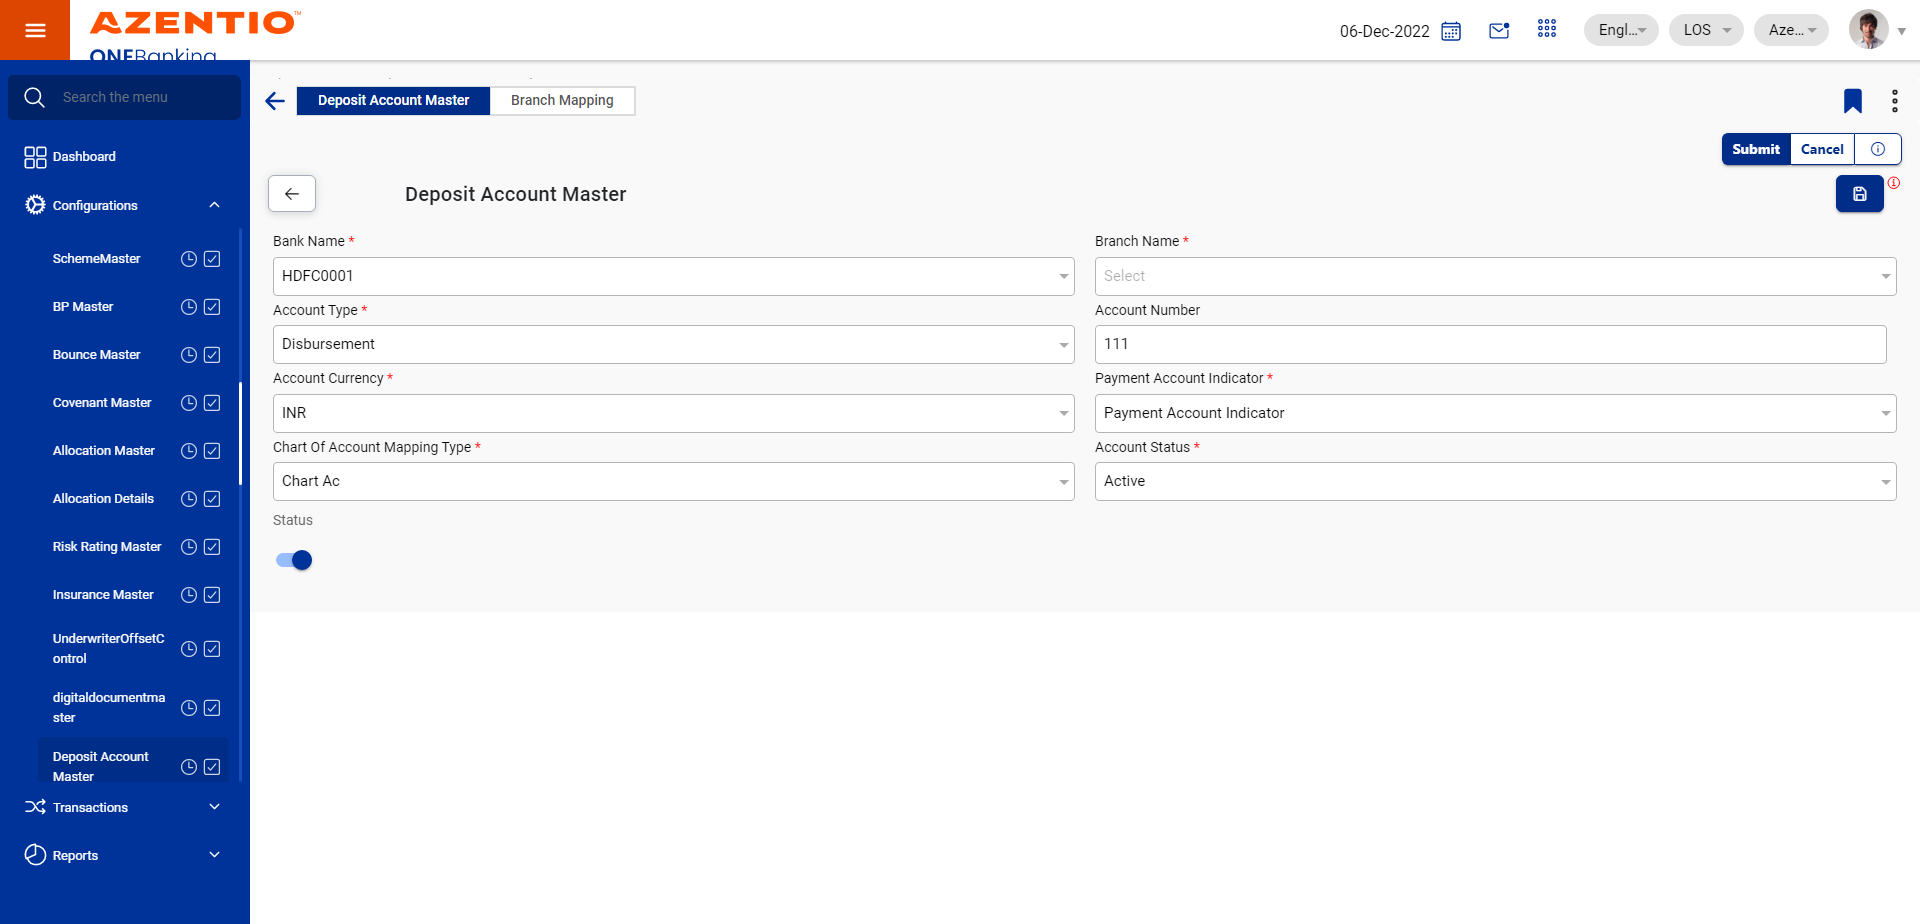 AZENTIO™
ONEBanking
06-Dec-2022
Engl...
LOS
Aze...
Search the menu
Dashboard
Configurations
SchemeMaster
BP Master
Bounce Master
Covenant Master
Allocation Master
Allocation Details
Risk Rating Master
Insurance Master
UnderwriterOffsetC
ontrol
digitaldocumentma
ster
Deposit Account
Master
Transactions
Reports
Deposit Account Master
Branch Mapping
Submit
Cancel
Deposit Account Master
Bank Name *
HDFC0001
Branch Name *
Select
Account Type *
Disbursement
Account Number
111
Account Currency *
INR
Payment Account Indicator *
Payment Account Indicator
Chart Of Account Mapping Type *
Chart Ac
Account Status *
Active
Status